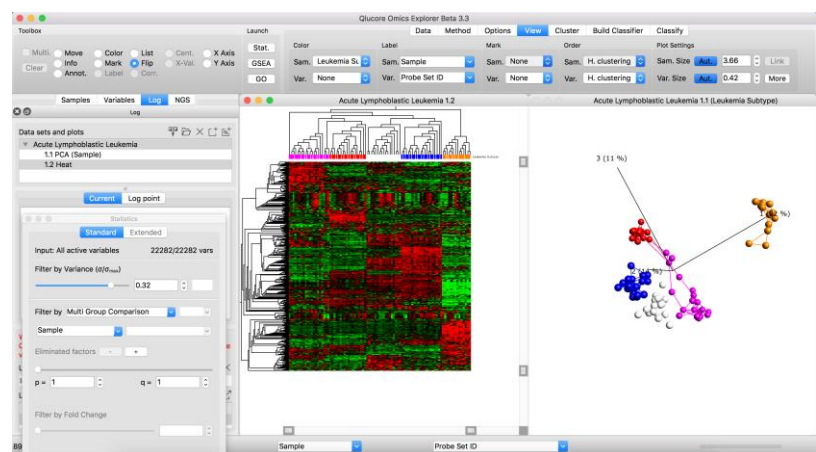 Qlucore Omics Explorer Beta 3.3
Toolbox
Launch
Data Method Options View Cluster Build Classifier Classify
Multi. Move Color List Cent. X Axis
Info Mark Flip X-Val. Y Axis
Clear Annot. Label Corr.
Stat.
GSEA
GO
Color Label Mark Order Plot Settings
Sam. Leukemia Su Sam. Sample Sam. None Sam. H. clustering Sam. Size Aut. 3.66 Link
Var. None Var. Probe Set ID Var. None Var. H. clustering Var. Size Aut. 0.42 More
Samples Variables Log NGS
Log
Data sets and plots
Acute Lymphoblastic Leukemia
1.1 PCA (Sample)
1.2 Heat
Current Log point
Statistics
Standard Extended
Input: All active variables 22282/22282 vars
Filter by Variance (σ/σmax)
0.32
Filter by Multi Group Comparison
Sample
Eliminated factors - +
p = 1 q = 1
Filter by Fold Change
89
Acute Lymphoblastic Leukemia 1.2
Acute Lymphoblastic Leukemia 1.1 (Leukemia Subtype)
3 (11 %)
Sample Probe Set ID